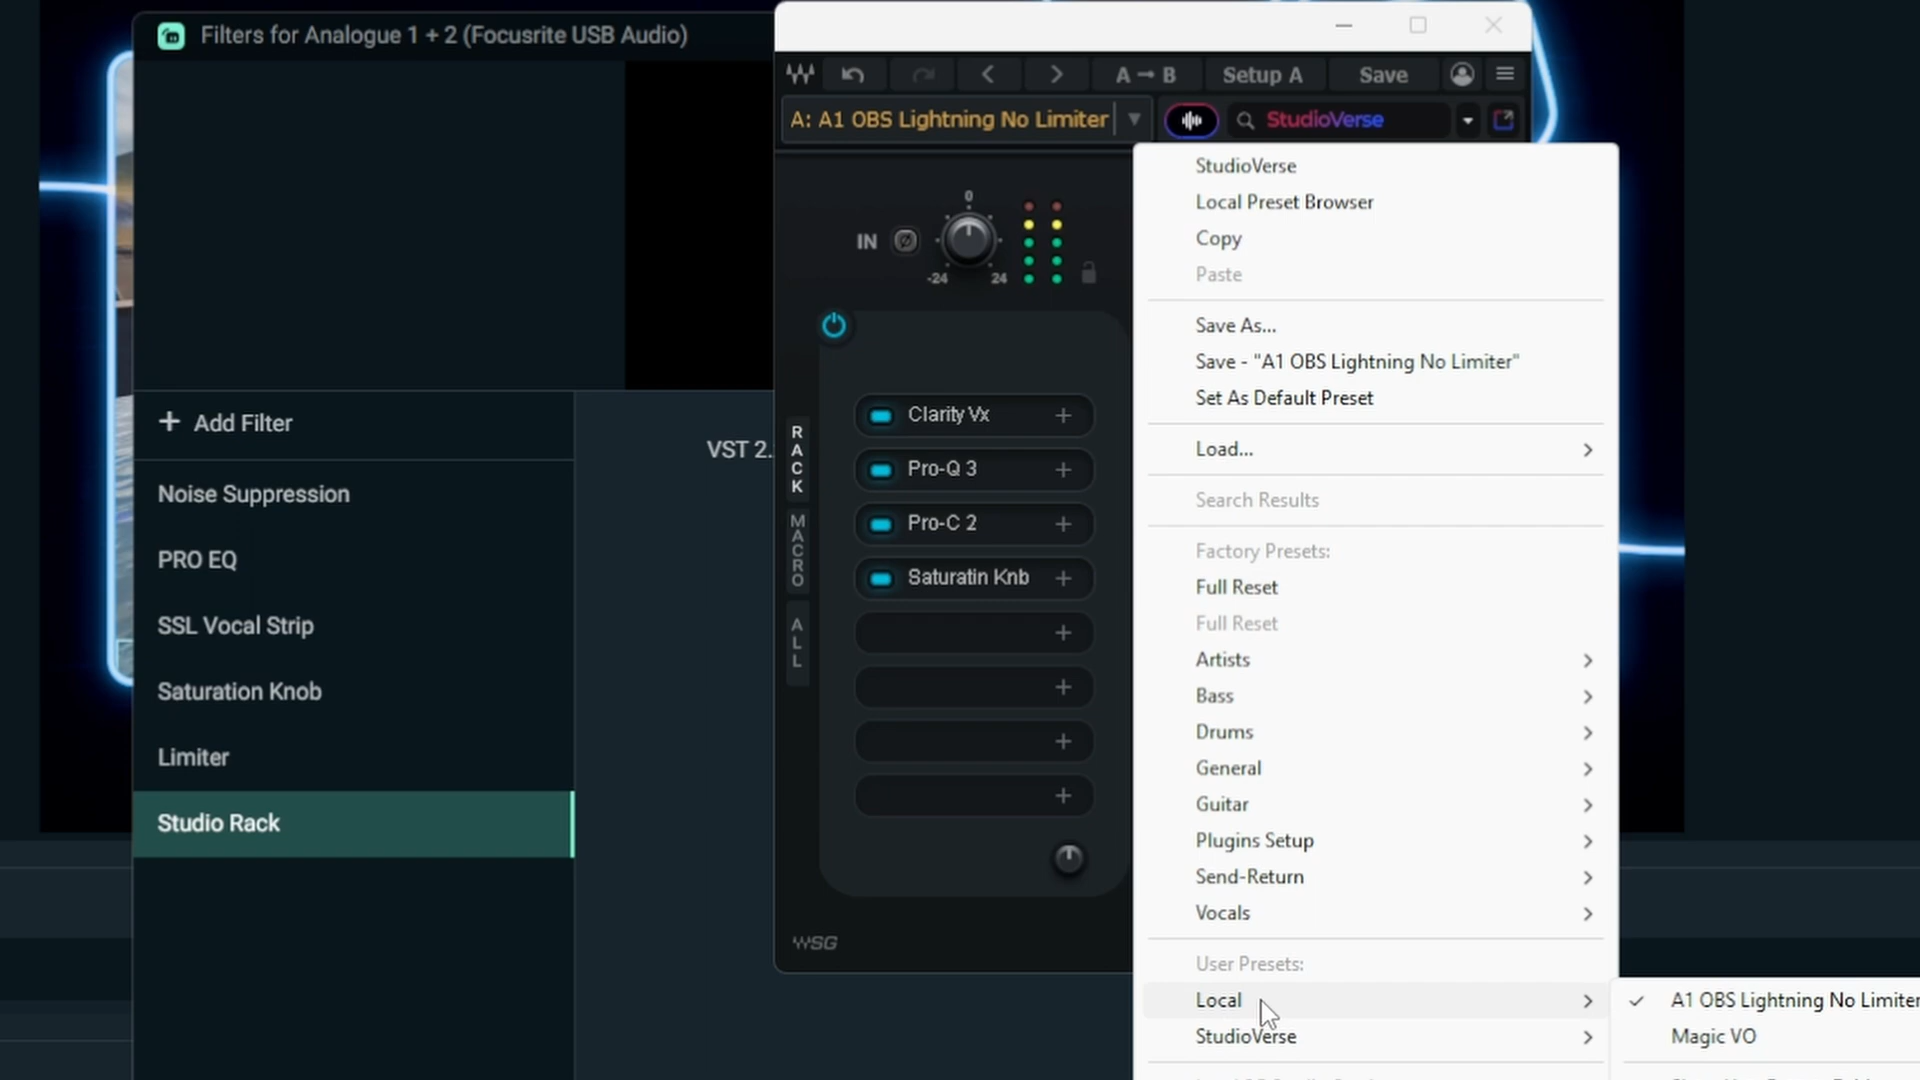 Filters for Analogue 1 + 2 (Focusrite USB Audio)
A → B
Setup A
Save
A: A1 OBS Lightning No Limiter
StudioVerse
IN
0
-24
24
RACK
MACRO
ALL
Clarity Vx
Pro-Q 3
Pro-C 2
Saturatin Knb
SG
+ Add Filter
Noise Suppression
PRO EQ
SSL Vocal Strip
Saturation Knob
Limiter
Studio Rack
VST 2.
StudioVerse
Local Preset Browser
Copy
Paste
Save As...
Save - "A1 OBS Lightning No Limiter"
Set As Default Preset
Load...
Search Results
Factory Presets:
Full Reset
Full Reset
Artists
Bass
Drums
General
Guitar
Plugins Setup
Send-Return
Vocals
User Presets:
Local
StudioVerse
A1 OBS Lightning No Limiter
Magic VO